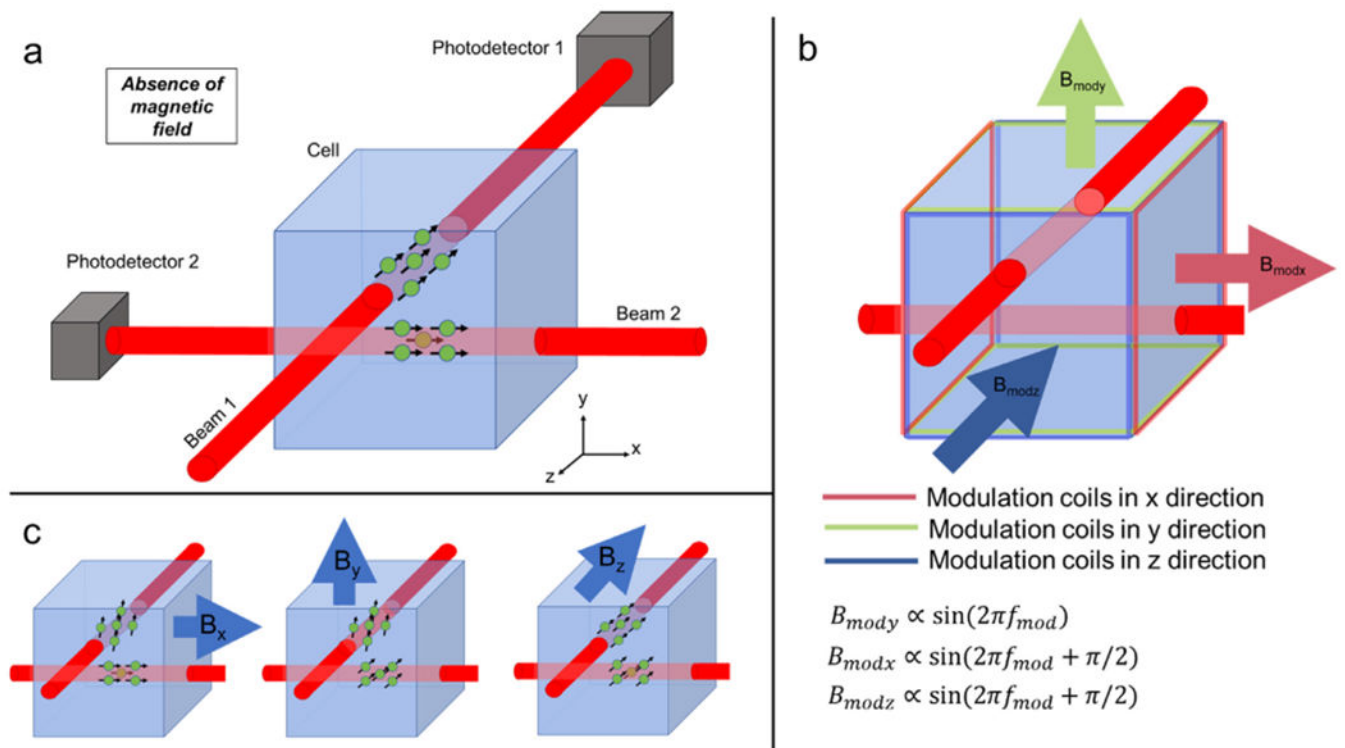 a
Absence of
magnetic
field
Photodetector 1
Cell
Photodetector 2
Beam 2
Beam 1
y
x
z
b
B_mody
B_modx
B_modz
Modulation coils in x direction
Modulation coils in y direction
Modulation coils in z direction
B_mody ∝ sin(2πf_mod)
B_modx ∝ sin(2πf_mod + π/2)
B_modz ∝ sin(2πf_mod + π/2)
c
B_x
B_y
B_z